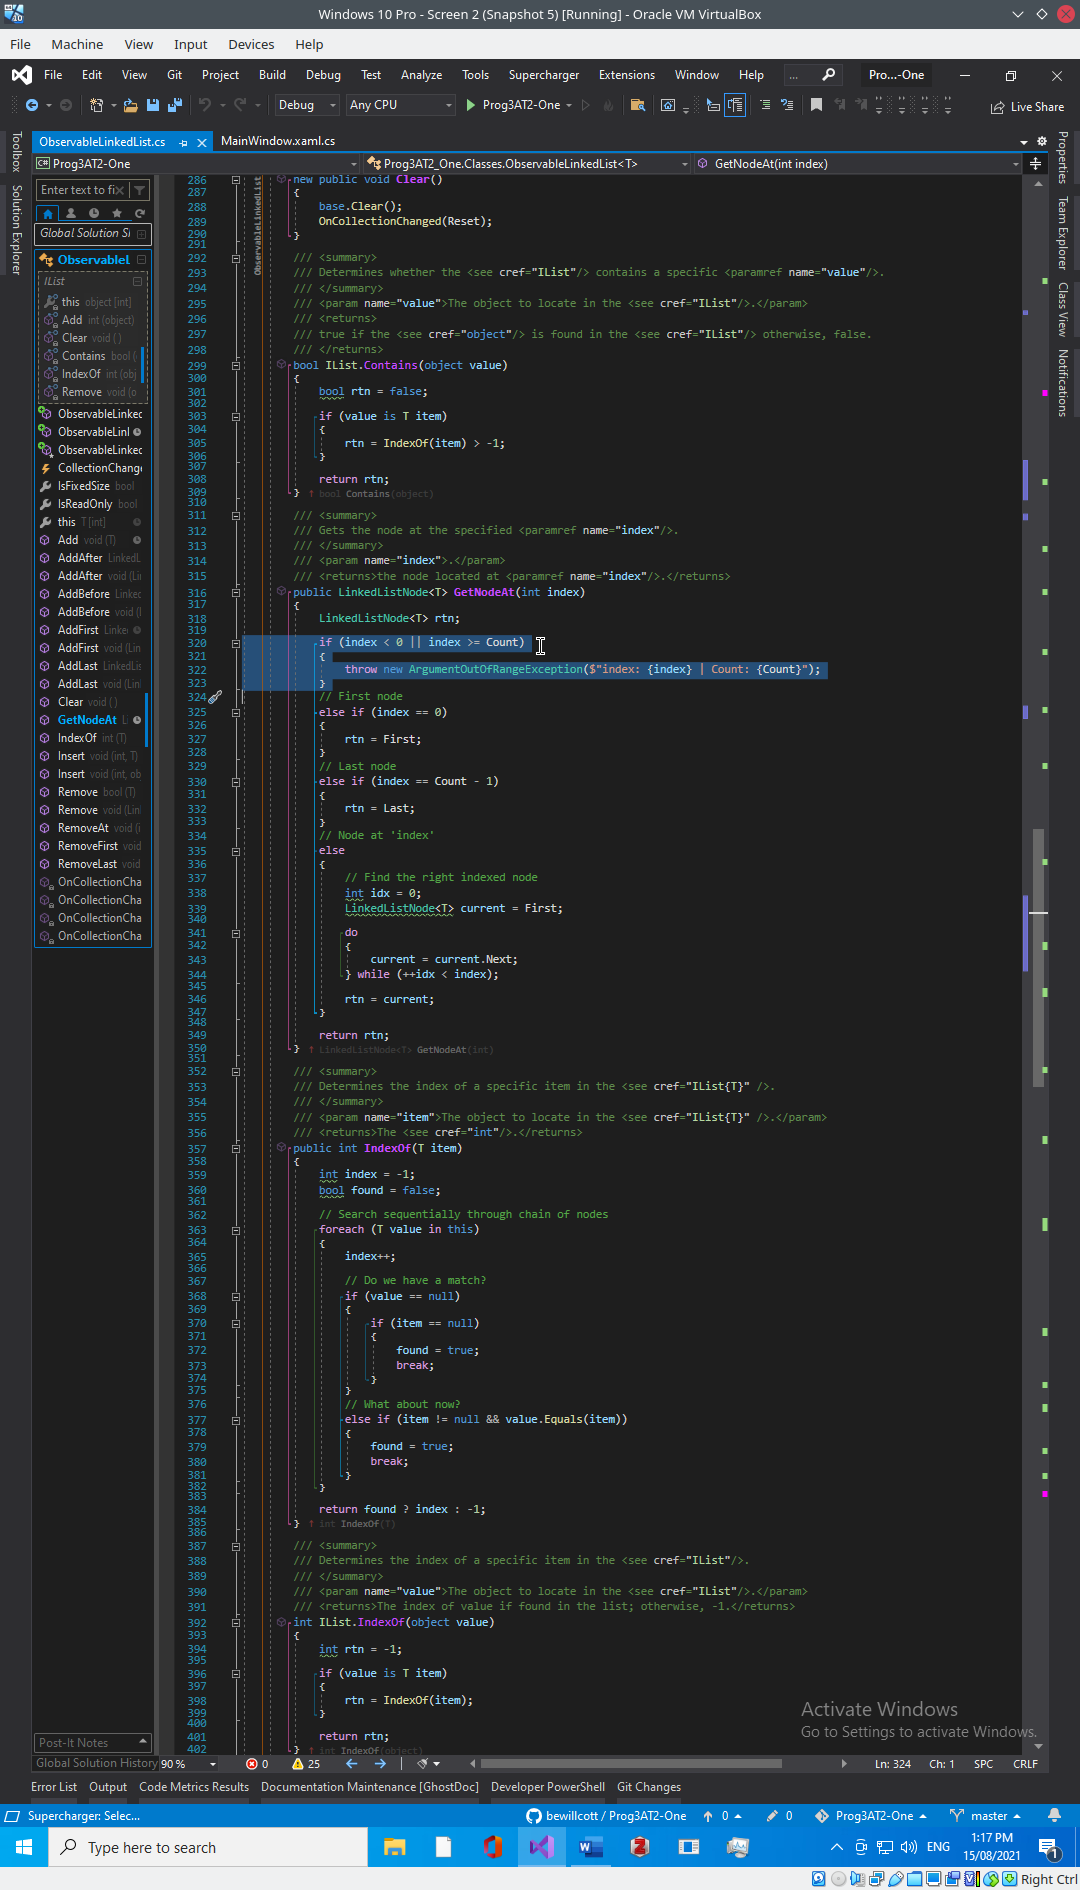 Windows 10 Pro - Screen 2 (Snapshot 5) [Running] - Oracle VM VirtualBox
File Machine View Input Devices Help
File Edit View Git Project Build Debug Test Analyze Tools Supercharger Extensions Window Help ... Pro...-One
Debug Any CPU Prog3AT2-One Live Share
ObservableLinkedList.cs MainWindow.xaml.cs
Prog3AT2-One Prog3AT2_One.Classes.ObservableLinkedList<T> GetNodeAt(int index)
Toolbox
Solution Explorer
Properties
Team Explorer
Class View
Notifications
Enter text to fi
Global Solution S
Observablel
IList
this object [int]
Add int (object)
Clear void ( )
Contains bool (
IndexOf int (obj
Remove void (o
ObservableLinked
ObservableLinl
ObservableLinked
CollectionChange
IsFixedSize bool
IsReadOnly bool
this T [int]
Add void (T)
AddAfter LinkedL
AddAfter void (Li
AddBefore Linked
AddBefore void (
AddFirst Linke
AddFirst void (Lin
AddLast LinkedLis
AddLast void (Lin
Clear void ( )
GetNodeAt L
IndexOf int (T)
Insert void (int, T)
Insert void (int, ob
Remove bool (T)
Remove void (Lin
RemoveAt void (i
RemoveFirst void
RemoveLast void
OnCollectionCha
OnCollectionCha
OnCollectionCha
OnCollectionCha
Post-It Notes
Global Solution History
ObservableLinkedList
286 new public void Clear()
287 {
288 base.Clear();
289 OnCollectionChanged(Reset);
290 }
291
292 /// <summary>
293 /// Determines whether the <see cref="IList"/> contains a specific <paramref name="value"/>.
294 /// </summary>
295 /// <param name="value">The object to locate in the <see cref="IList"/>.</param>
296 /// <returns>
297 /// true if the <see cref="object"/> is found in the <see cref="IList"/> otherwise, false.
298 /// </returns>
299 bool IList.Contains(object value)
300 {
301 bool rtn = false;
302
303 if (value is T item)
304 {
305 rtn = IndexOf(item) > -1;
306 }
307
308 return rtn;
309 } ↑ bool Contains(object)
310
311 /// <summary>
312 /// Gets the node at the specified <paramref name="index"/>.
313 /// </summary>
314 /// <param name="index">.</param>
315 /// <returns>the node located at <paramref name="index"/>.</returns>
316 public LinkedListNode<T> GetNodeAt(int index)
317 {
318 LinkedListNode<T> rtn;
319
320 if (index < 0 || index >= Count)
321 {
322 throw new ArgumentOutOfRangeException($"index: {index} | Count: {Count}");
323 }
324 // First node
325 else if (index == 0)
326 {
327 rtn = First;
328 }
329 // Last node
330 else if (index == Count - 1)
331 {
332 rtn = Last;
333 }
334 // Node at 'index'
335 else
336 {
337 // Find the right indexed node
338 int idx = 0;
339 LinkedListNode<T> current = First;
340
341 do
342 {
343 current = current.Next;
344 } while (++idx < index);
345
346 rtn = current;
347 }
348
349 return rtn;
350 } ↑ LinkedListNode<T> GetNodeAt(int)
351
352 /// <summary>
353 /// Determines the index of a specific item in the <see cref="IList{T}" />.
354 /// </summary>
355 /// <param name="item">The object to locate in the <see cref="IList{T}" />.</param>
356 /// <returns>The <see cref="int"/>.</returns>
357 public int IndexOf(T item)
358 {
359 int index = -1;
360 bool found = false;
361
362 // Search sequentially through chain of nodes
363 foreach (T value in this)
364 {
365 index++;
366
367 // Do we have a match?
368 if (value == null)
369 {
370 if (item == null)
371 {
372 found = true;
373 break;
374 }
375 }
376 // What about now?
377 else if (item != null && value.Equals(item))
378 {
379 found = true;
380 break;
381 }
382 }
383
384 return found ? index : -1;
385 } ↑ int IndexOf(T)
386
387 /// <summary>
388 /// Determines the index of a specific item in the <see cref="IList"/>.
389 /// </summary>
390 /// <param name="value">The object to locate in the <see cref="IList"/>.</param>
391 /// <returns>The index of value if found in the list; otherwise, -1.</returns>
392 int IList.IndexOf(object value)
393 {
394 int rtn = -1;
395
396 if (value is T item)
397 {
398 rtn = IndexOf(item);
399 }
400
401 return rtn;
402 } ↑ int IndexOf(object)
Activate Windows
Go to Settings to activate Windows.
90 % 0 25 Ln: 324 Ch: 1 SPC CRLF
Error List Output Code Metrics Results Documentation Maintenance [GhostDoc] Developer PowerShell Git Changes
Supercharger: Selec... bewillcott / Prog3AT2-One 0 0 Prog3AT2-One master
Type here to search ENG 1:17 PM
15/08/2021 1
Right Ctrl